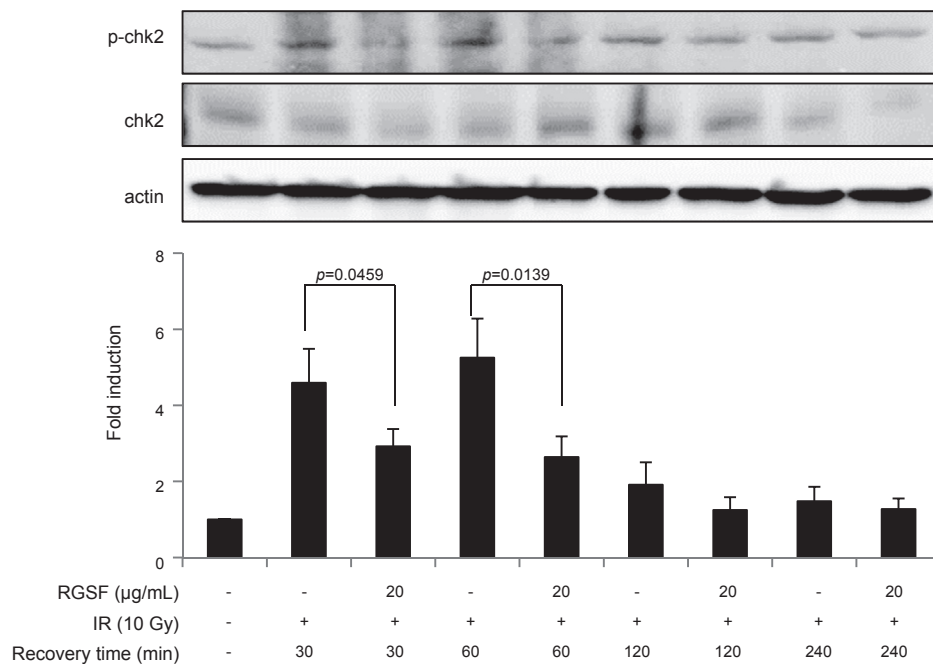 p-chk2
chk2
actin
8
6
4
2
0
Fold induction
p=0.0459
p=0.0139
RGSF (µg/mL) - - 20 - 20 - 20 - 20
IR (10 Gy) - + + + + + + + +
Recovery time (min) - 30 30 60 60 120 120 240 240